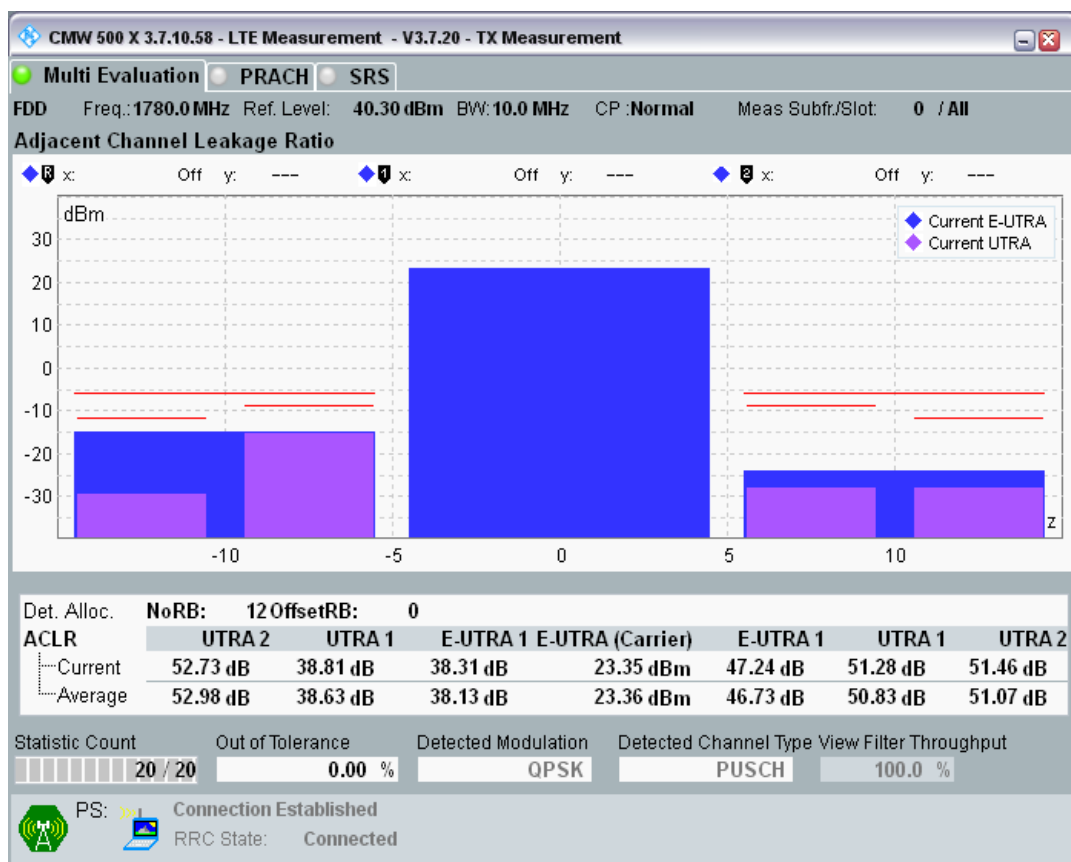 CMW 500 X 3.7.10.58 - LTE Measurement - V3.7.20 - TX Measurement
Multi Evaluation PRACH SRS
FDD Freq.: 1780.0 MHz Ref. Level: 40.30 dBm BW: 10.0 MHz CP :Normal Meas Subfr./Slot: 0 / All
Adjacent Channel Leakage Ratio
R x: Off y: --- 1 x: Off y: --- 2 x: Off y: ---
dBm
Current E-UTRA
Current UTRA
30
20
10
0
-10
-20
-30
z
-10 -5 0 5 10
Det. Alloc. NoRB: 12 OffsetRB: 0
ACLR UTRA 2 UTRA 1 E-UTRA 1 E-UTRA (Carrier) E-UTRA 1 UTRA 1 UTRA 2
Current 52.73 dB 38.81 dB 38.31 dB 23.35 dBm 47.24 dB 51.28 dB 51.46 dB
Average 52.98 dB 38.63 dB 38.13 dB 23.36 dBm 46.73 dB 50.83 dB 51.07 dB
Statistic Count Out of Tolerance Detected Modulation Detected Channel Type View Filter Throughput
20 / 20 0.00 % QPSK PUSCH 100.0 %
PS: Connection Established
RRC State: Connected